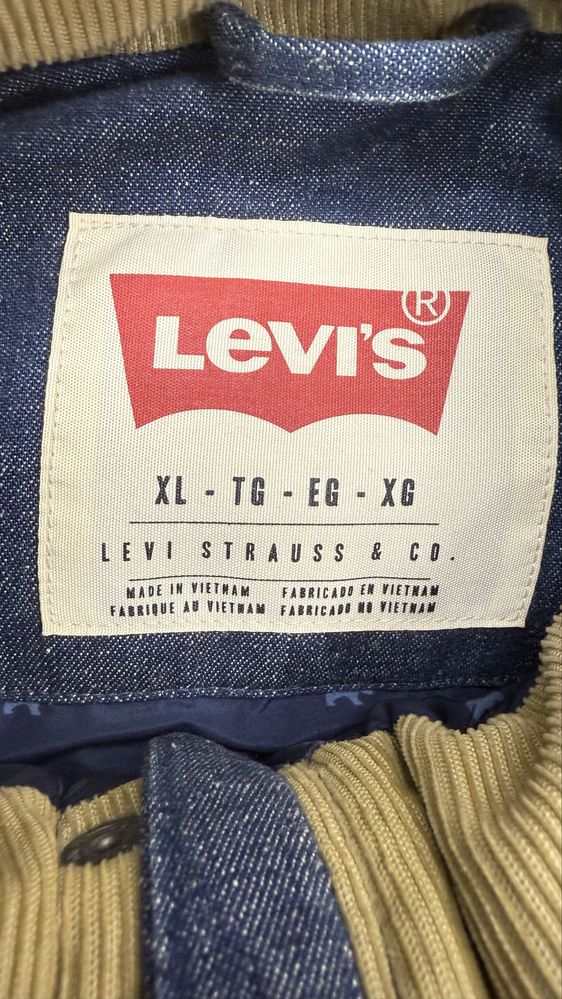 Levi's®
XL - TG - EG - XG
LEVI STRAUSS & CO.
MADE IN VIETNAM FABRICADO EN VIETNAM
FABRIQUE AU VIETNAM FABRICADO NO VIETNAM